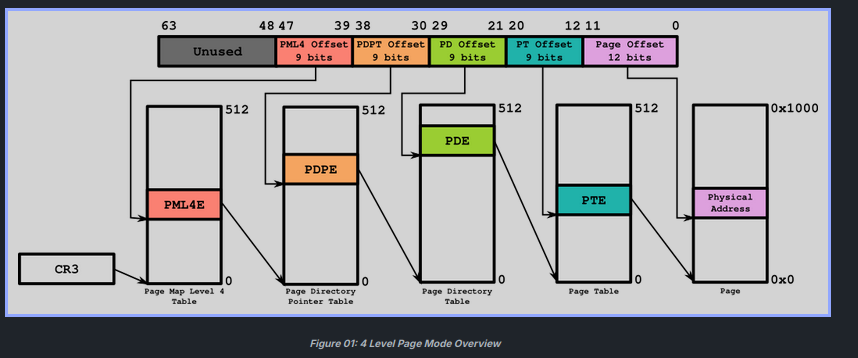 63 48 47 39 38 30 29 21 20 12 11 0
Unused PML4 Offset PDPT Offset PD Offset PT Offset Page Offset
9 bits 9 bits 9 bits 9 bits 12 bits
512 512 512 512 0x1000
PDE
PDPE
PML4E PTE Physical
Address
CR3
0 0 0 0 0x0
Page Map Level 4 Page Directory Page Directory Page Table Page
Table Pointer Table Table
Figure 01: 4 Level Page Mode Overview